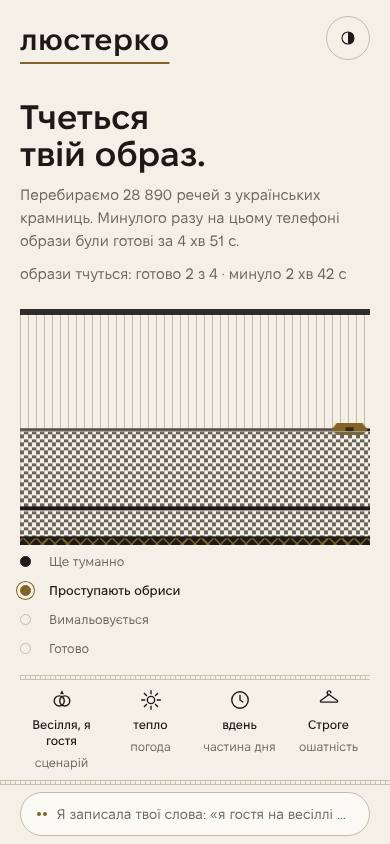 люстерко
Тчеться
твій образ.
Перебираємо 28 890 речей з українських
крамниць. Минулого разу на цьому телефоні
образи були готові за 4 хв 51 с.
образи тчуться: готово 2 з 4 · минуло 2 хв 42 с
Ще туманно
Проступають обриси
Вимальовується
Готово
Весілля, я
гостя
сценарій
тепло
погода
вдень
частина дня
Строге
ошатність
Я записала твої слова: «я гостя на весіллі ...